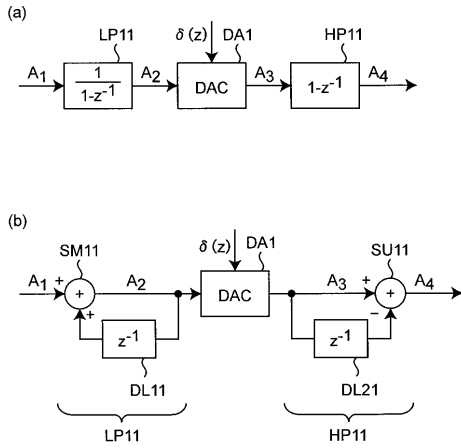 (a)
LP11 δ(z) DA1 HP11
A1 1/1-z-1 A2 DAC A3 1-z-1 A4
(b)
SM11 δ(z) DA1 SU11
A1 + + A2 DAC A3 + + A4
+ z-1 z-1 −
DL11 DL21
LP11 HP11